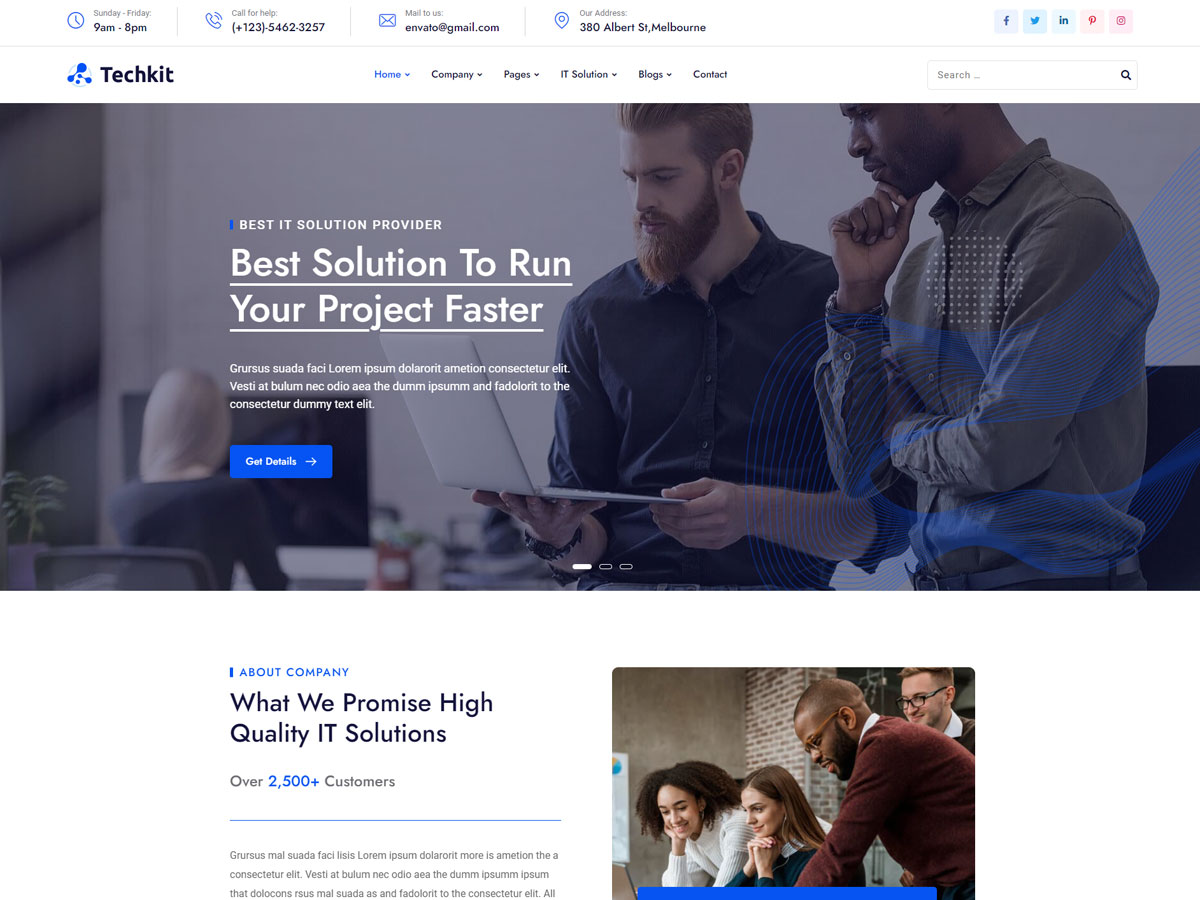 Sunday - Friday:
9am - 8pm
Call for help:
(+123)-5462-3257
Mail to us:
envato@gmail.com
Our Address:
380 Albert St,Melbourne
Techkit
Home
Company
Pages
IT Solution
Blogs
Contact
Search ...
BEST IT SOLUTION PROVIDER
Best Solution To Run
Your Project Faster
Grursus suada faci Lorem ipsum dolarorit ametion consectetur elit.
Vesti at bulum nec odio aea the dumm ipsumm and fadolorit to the
consectetur dummy text elit.
Get Details
ABOUT COMPANY
What We Promise High
Quality IT Solutions
Over 2,500+ Customers
Grursus mal suada faci lisis Lorem ipsum dolarorit more is ametion the a
consectetur elit. Vesti at bulum nec odio aea the dumm ipsumm ipsum
that dolocons rsus mal suada as and fadolorit to the consectetur elit. All